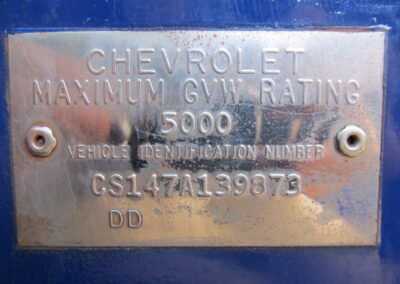 CHEVROLET
MAXIMUM GVW RATING
5000
VEHICLE IDENTIFICATION NUMBER
CS147A139873
DD